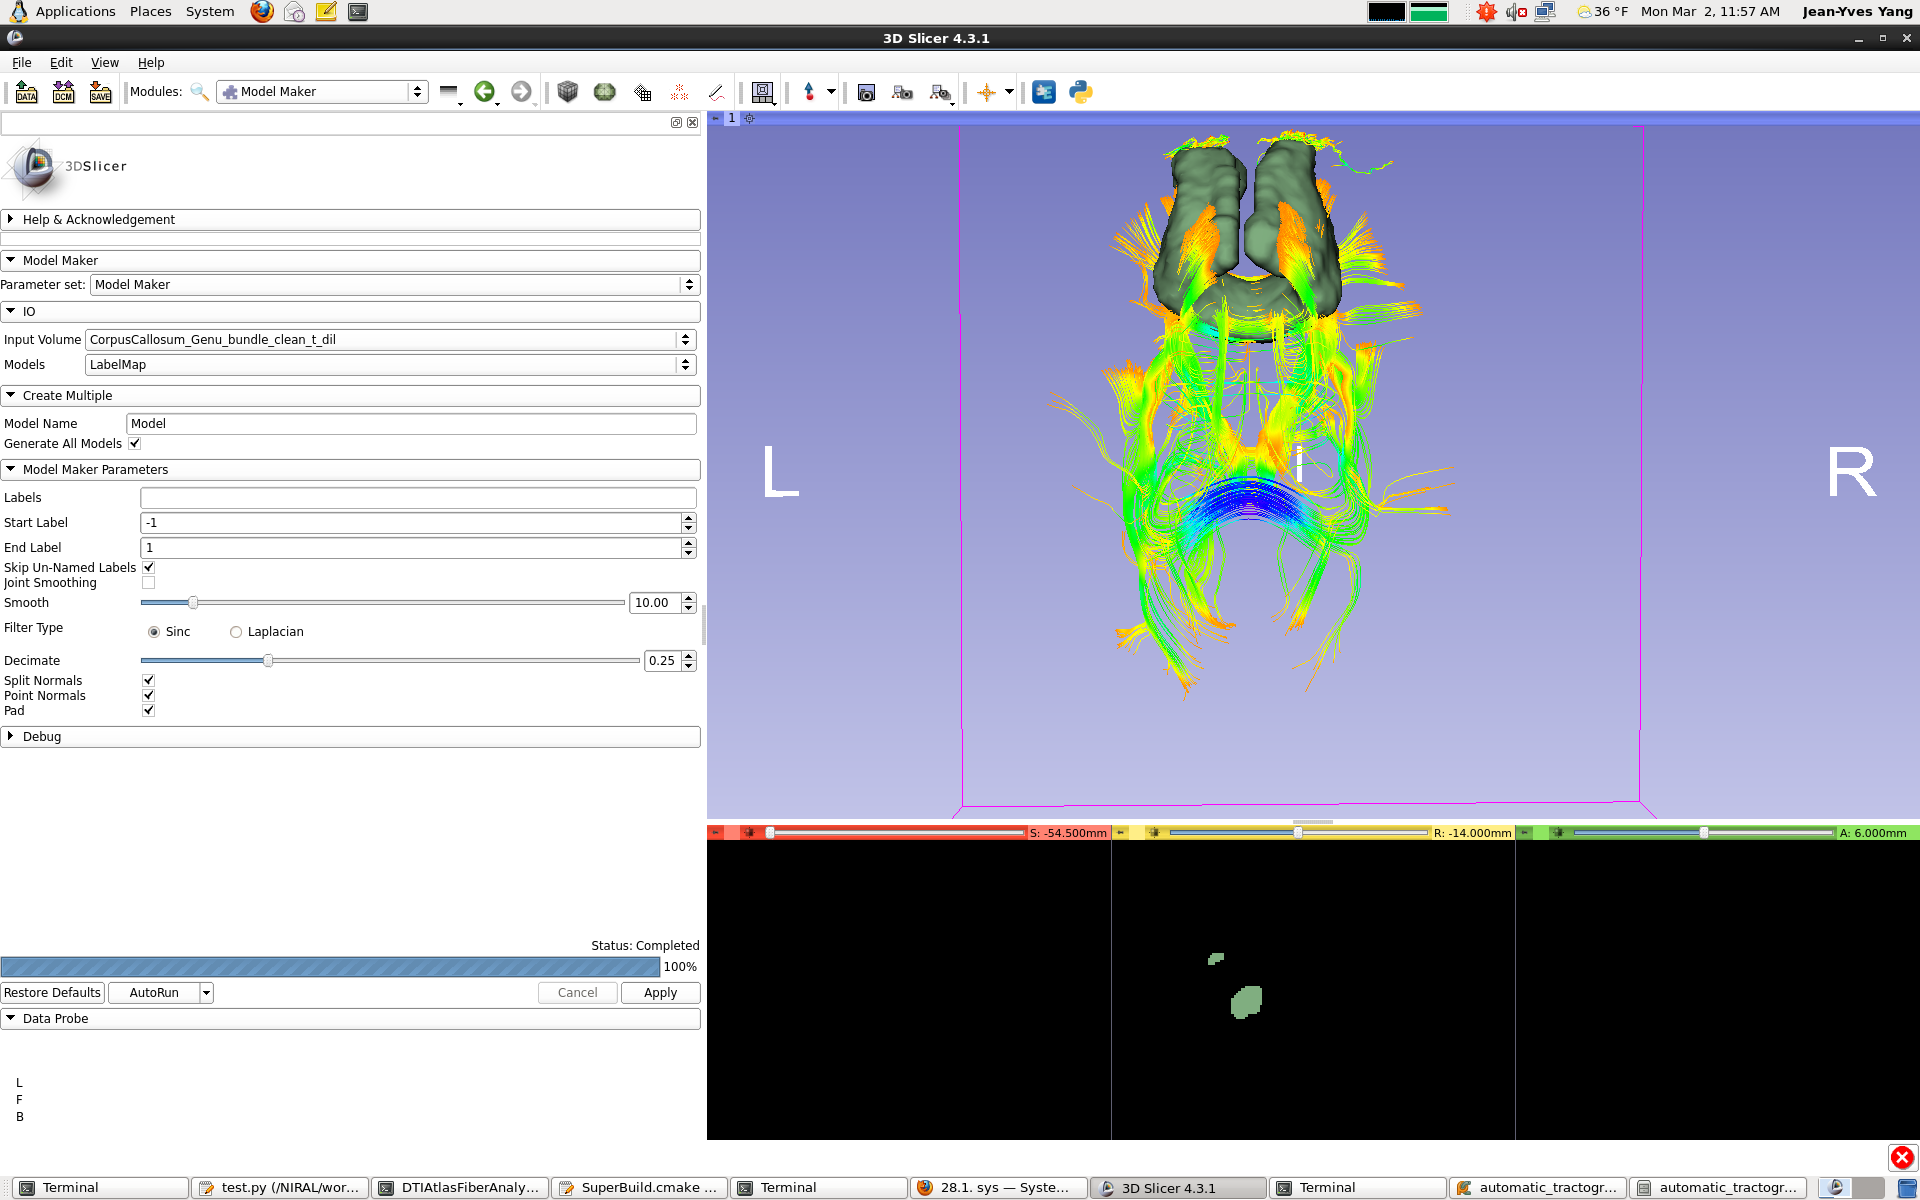 Applications Places System
36 °F Mon Mar 2, 11:57 AM Jean-Yves Yang
3D Slicer 4.3.1
File Edit View Help
DATA DCM SAVE Modules: Model Maker
1
3DSlicer
Help & Acknowledgement
Model Maker
Parameter set: Model Maker
IO
Input Volume CorpusCallosum_Genu_bundle_clean_t_dil
Models LabelMap
Create Multiple
Model Name Model
Generate All Models
Model Maker Parameters
Labels
Start Label -1
End Label 1
Skip Un-Named Labels
Joint Smoothing
Smooth 10.00
Filter Type Sinc Laplacian
Decimate 0.25
Split Normals
Point Normals
Pad
Debug
L I R
S: -54.500mm R: -14.000mm A: 6.000mm
Status: Completed
100%
Restore Defaults AutoRun Cancel Apply
Data Probe
L
F
B
Terminal test.py (/NIRAL/wor... DTIAtlasFiberAnaly... SuperBuild.cmake ... Terminal 28.1. sys — Syste... 3D Slicer 4.3.1 Terminal automatic_tractogr... automatic_tractogr...